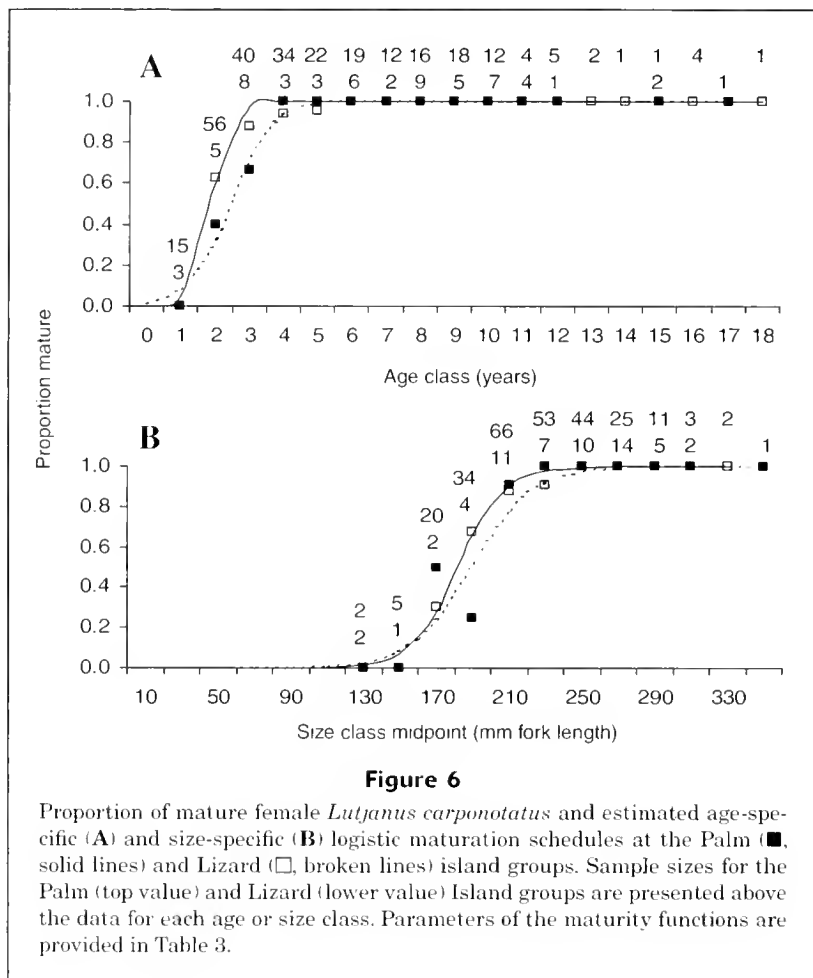 40 34 22 19 12 16 18 12 4 5 2 1 1 4 1
A 8 3 3 6 2 9 5 7 4 1 2 1
1.0
56
0.8
5
0.6
0.4
15
0.2
3
0.0
0 1 2 3 4 5 6 7 8 9 10 11 12 13 14 15 16 17 18
Age class (years)
Proportion mature
B 53 44 25 11 3 2
66 7 10 14 5 2 1
11
1.0
34
0.8
4
20
0.6
2
0.4
5
2
0.2
1
2
0.0
10 50 90 130 170 210 250 290 330
Size class midpoint (mm fork length)
Figure 6
Proportion of mature female Lutjanus carponotatus and estimated age-spe-
cific (A) and size-specific (B) logistic maturation schedules at the Palm (■,
solid lines) and Lizard (□, broken lines) island groups. Sample sizes for the
Palm (top value) and Lizard (lower value) Island groups are presented above
the data for each age or size class. Parameters of the maturity functions are
provided in Table 3.